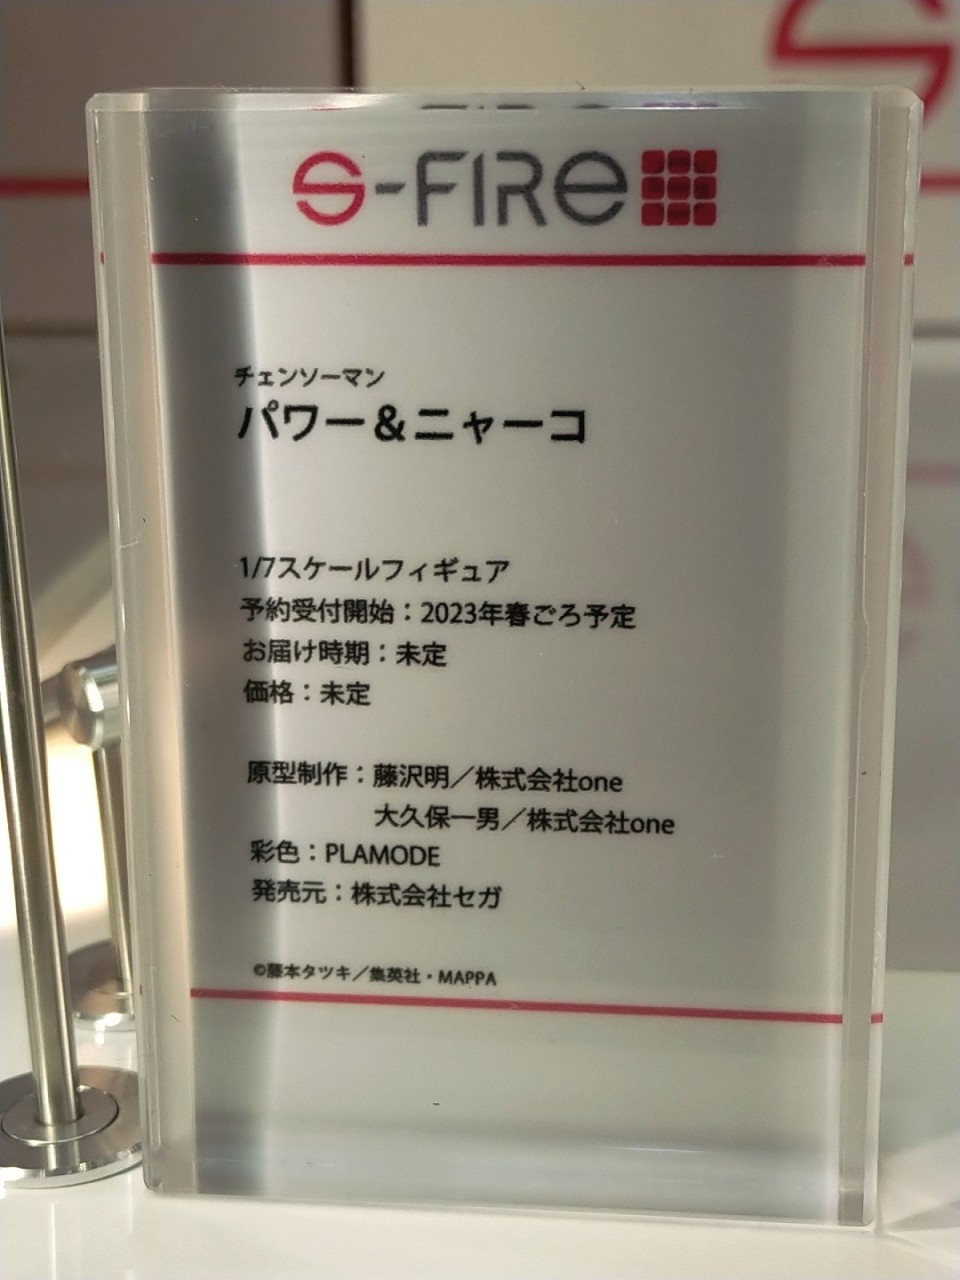 S-FIRE
チェンソーマン
パワー&ニャーコ
1/7スケールフィギュア
予約受付開始：2023年春ごろ予定
お届け時期：未定
価格：未定
原型制作：藤沢明／株式会社one
大久保一男／株式会社one
彩色：PLAMODE
発売元：株式会社セガ
©藤本タツキ／集英社・MAPPA